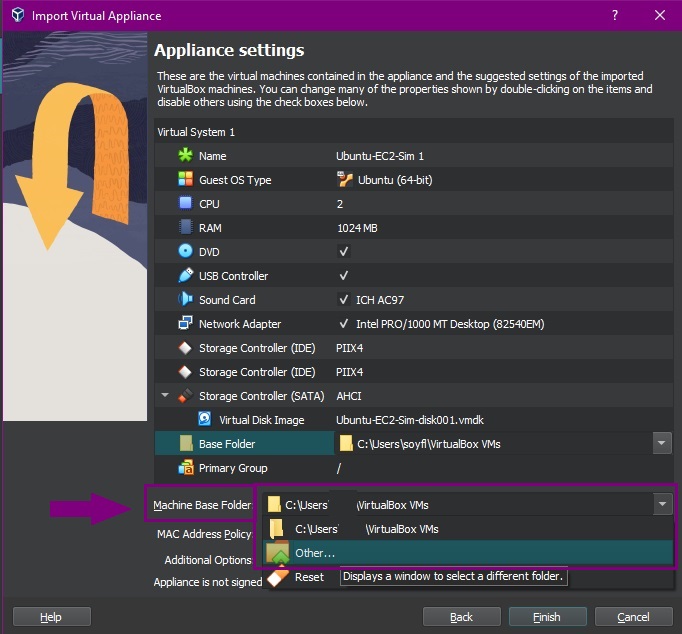 Import Virtual Appliance
?
Appliance settings
These are the virtual machines contained in the appliance and the suggested settings of the imported
VirtualBox machines. You can change many of the properties shown by double-clicking on the items and
disable others using the check boxes below.
Virtual System 1
Name Ubuntu-EC2-Sim 1
Guest OS Type Ubuntu (64-bit)
CPU 2
RAM 1024 MB
DVD
USB Controller
Sound Card ICH AC97
Network Adapter Intel PRO/1000 MT Desktop (82540EM)
Storage Controller (IDE) PIIX4
Storage Controller (IDE) PIIX4
Storage Controller (SATA) AHCI
Virtual Disk Image Ubuntu-EC2-Sim-disk001.vmdk
Base Folder C:\Users\soyfl\VirtualBox VMs
Primary Group /
Machine Base Folder: C:\Users \VirtualBox VMs
C:\Users \VirtualBox VMs
MAC Address Policy:
Other...
Additional Options:
Appliance is not signed Reset Displays a window to select a different folder.
Help Back Finish Cancel